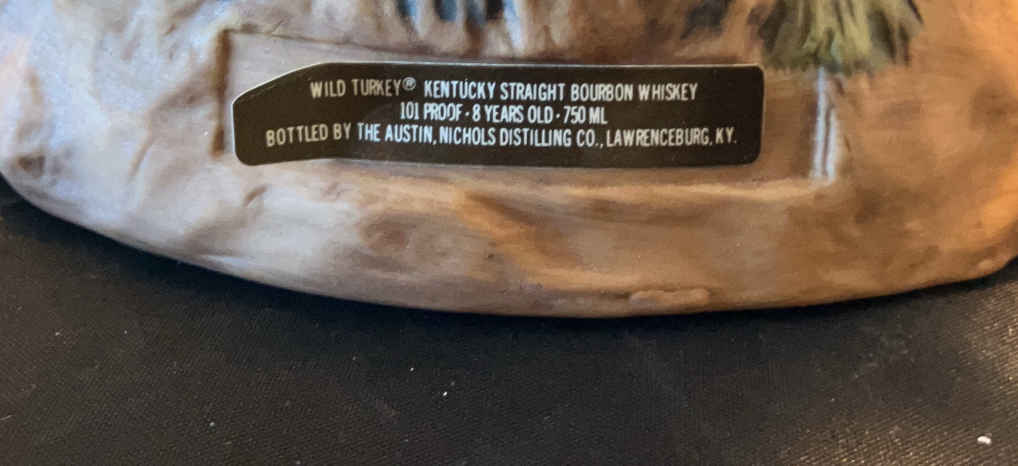 WILD TURKEY® KENTUCKY STRAIGHT BOURBON WHISKEY
101 PROOF · 8 YEARS OLD · 750 ML
BOTTLED BY THE AUSTIN, NICHOLS DISTILLING CO., LAWRENCEBURG, KY.